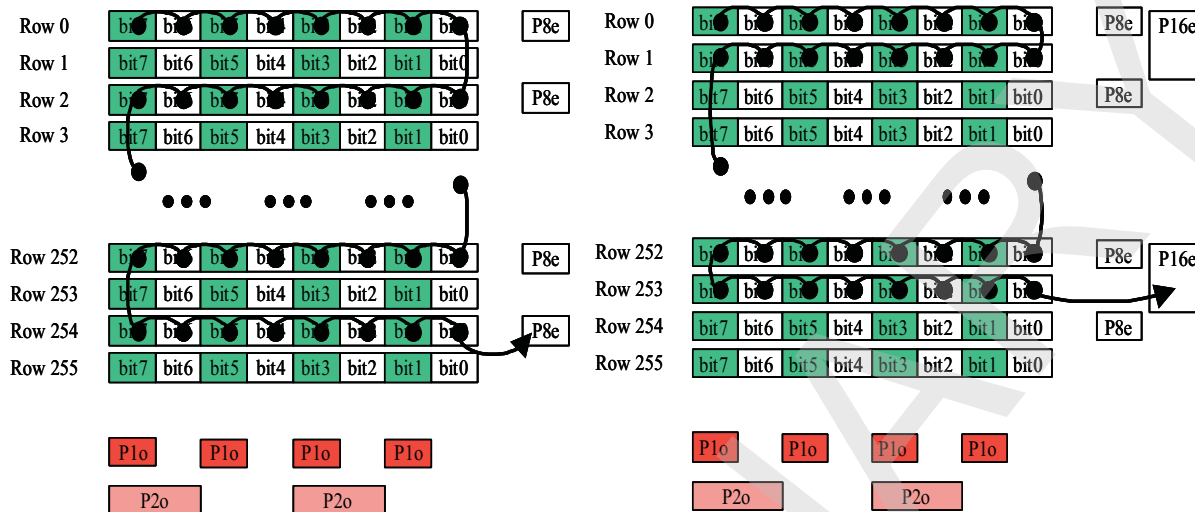 Row 0 P8e
Row 1 bit7 bit6 bit5 bit4 bit3 bit2 bit1 bit0
Row 2 P8e
Row 3 bit7 bit6 bit5 bit4 bit3 bit2 bit1 bit0
Row 252 P8e
Row 253 bit7 bit6 bit5 bit4 bit3 bit2 bit1 bit0
Row 254 P8e
Row 255 bit7 bit6 bit5 bit4 bit3 bit2 bit1 bit0
P1o P1o P1o P1o
P2o P2o
Row 0 P8e P16e
Row 1
Row 2 bit7 bit6 bit5 bit4 bit3 bit2 bit1 bit0 P8e
Row 3 bit7 bit6 bit5 bit4 bit3 bit2 bit1 bit0
Row 252 P8e P16e
Row 253
Row 254 bit7 bit6 bit5 bit4 bit3 bit2 bit1 bit0 P8e
Row 255 bit7 bit6 bit5 bit4 bit3 bit2 bit1 bit0
P1o P1o P1o P1o
P2o P2o